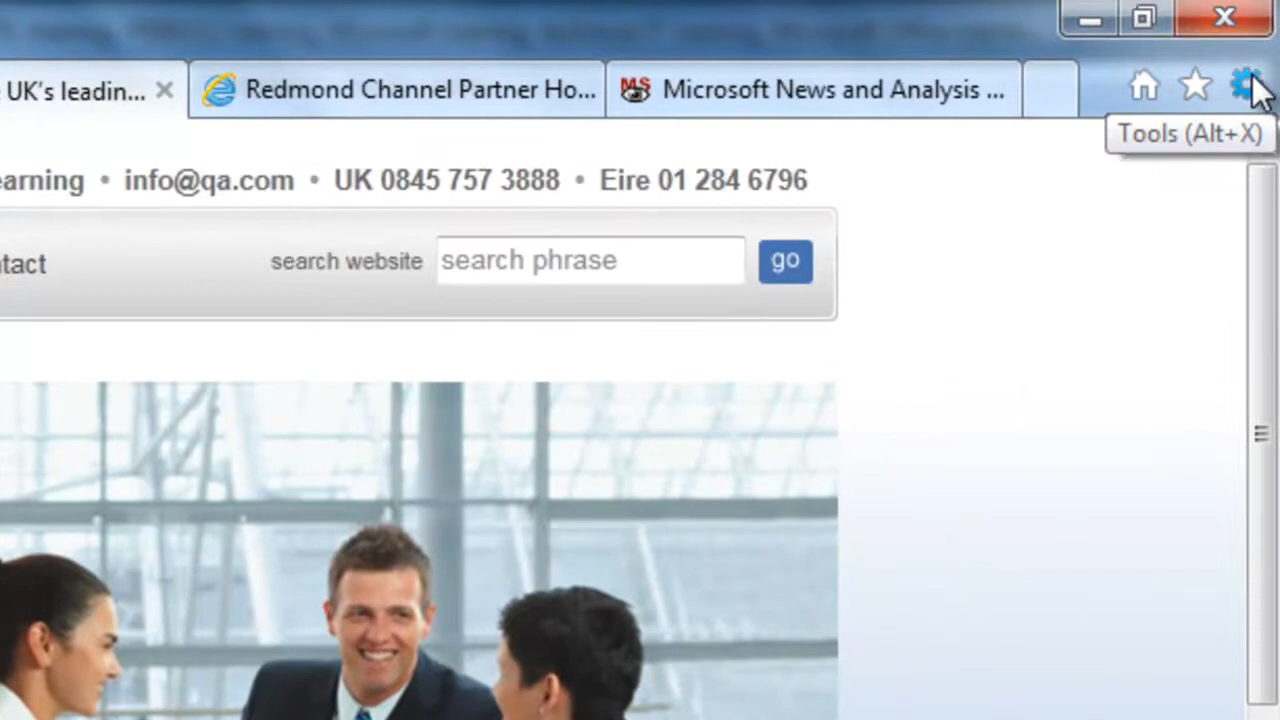 UK's leadin...
Redmond Channel Partner Ho...
MS Microsoft News and Analysis ...
Tools (Alt+X)
earning • info@qa.com • UK 0845 757 3888 • Eire 01 284 6796
tact
search website
search phrase
go